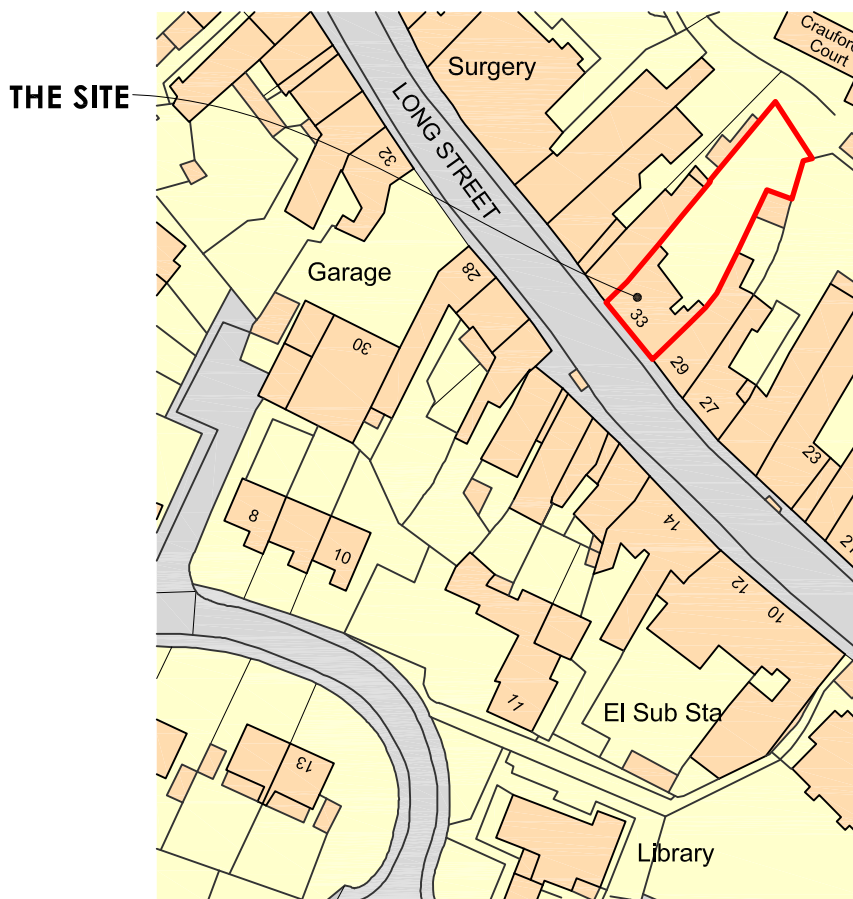 Crauford
Court
Surgery
THE SITE
LONG STREET
32
Garage
28
33
30
29
27
23
21
8
10
14
12
10
11
El Sub Sta
13
Library